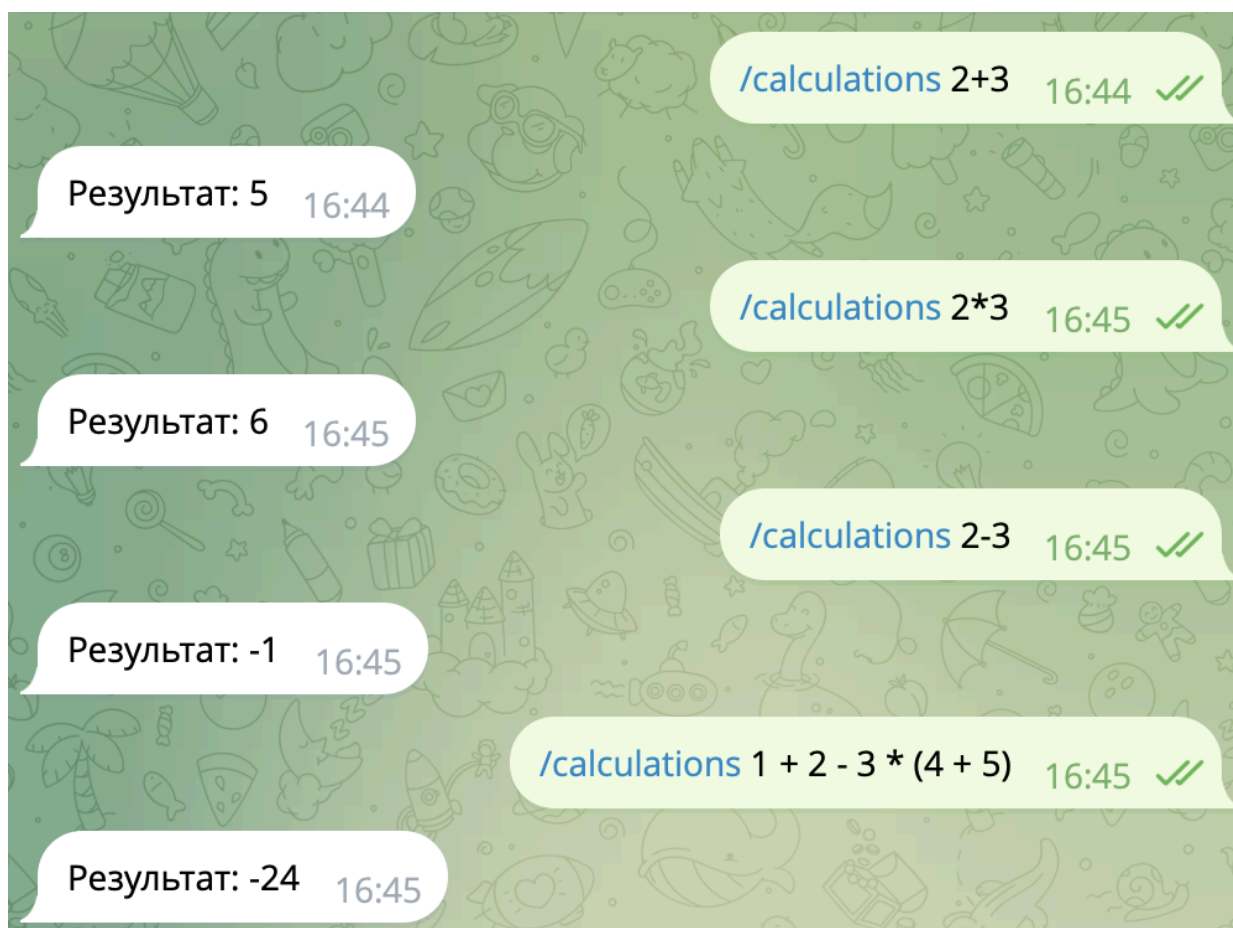 /calculations 2+3 16:44
Результат: 5 16:44
/calculations 2*3 16:45
Результат: 6 16:45
/calculations 2-3 16:45
Результат: -1 16:45
/calculations 1 + 2 - 3 * (4 + 5) 16:45
Результат: -24 16:45